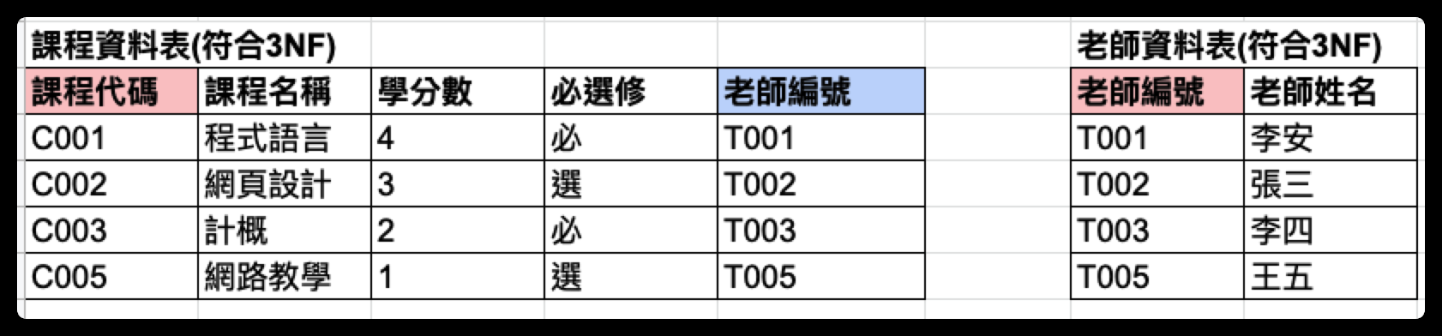 課程資料表(符合3NF) 老師資料表(符合3NF)
課程代碼 課程名稱 學分數 必選修 老師編號 老師編號 老師姓名
C001 程式語言 4 必 T001 T001 李安
C002 網頁設計 3 選 T002 T002 張三
C003 計概 2 必 T003 T003 李四
C005 網路教學 1 選 T005 T005 王五